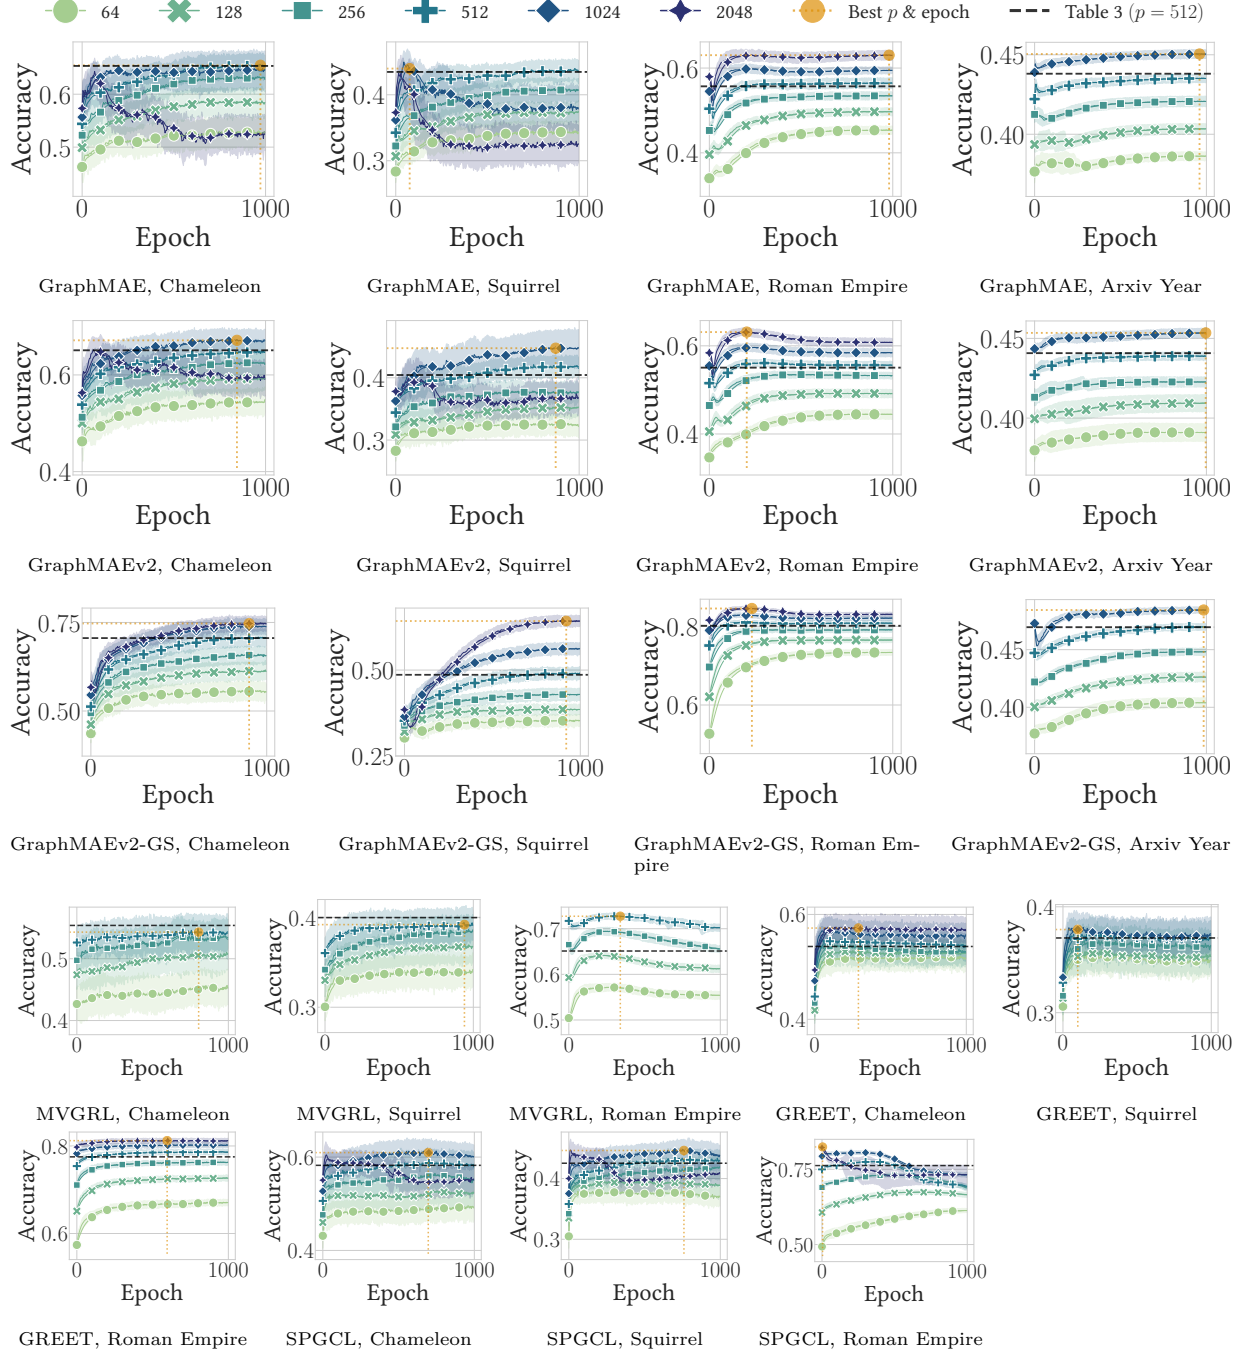 64 128 256 512 1024 2048 Best p & epoch Table 3 (p = 512)
Accuracy 0.6 0.5 0 1000 Epoch
Accuracy 0.4 0.3 0 1000 Epoch
Accuracy 0.6 0.4 0 1000 Epoch
Accuracy 0.45 0.40 0 1000 Epoch
GraphMAE, Chameleon
GraphMAE, Squirrel
GraphMAE, Roman Empire
GraphMAE, Arxiv Year
Accuracy 0.6 0.4 0 1000 Epoch
Accuracy 0.4 0.3 0 1000 Epoch
Accuracy 0.6 0.4 0 1000 Epoch
Accuracy 0.45 0.40 0 1000 Epoch
GraphMAEv2, Chameleon
GraphMAEv2, Squirrel
GraphMAEv2, Roman Empire
GraphMAEv2, Arxiv Year
Accuracy 0.75 0.50 0 1000 Epoch
Accuracy 0.50 0.25 0 1000 Epoch
Accuracy 0.8 0.6 0 1000 Epoch
Accuracy 0.45 0.40 0 1000 Epoch
GraphMAEv2-GS, Chameleon
GraphMAEv2-GS, Squirrel
GraphMAEv2-GS, Roman Em-
pire
GraphMAEv2-GS, Arxiv Year
Accuracy 0.5 0.4 0 1000 Epoch
Accuracy 0.4 0.3 0 1000 Epoch
Accuracy 0.7 0.6 0.5 0 1000 Epoch
Accuracy 0.6 0.4 0 1000 Epoch
Accuracy 0.4 0.3 0 1000 Epoch
MVGRL, Chameleon
MVGRL, Squirrel
MVGRL, Roman Empire
GREET, Chameleon
GREET, Squirrel
Accuracy 0.8 0.6 0 1000 Epoch
Accuracy 0.6 0.4 0 1000 Epoch
Accuracy 0.4 0.3 0 1000 Epoch
Accuracy 0.75 0.50 0 1000 Epoch
GREET, Roman Empire
SPGCL, Chameleon
SPGCL, Squirrel
SPGCL, Roman Empire